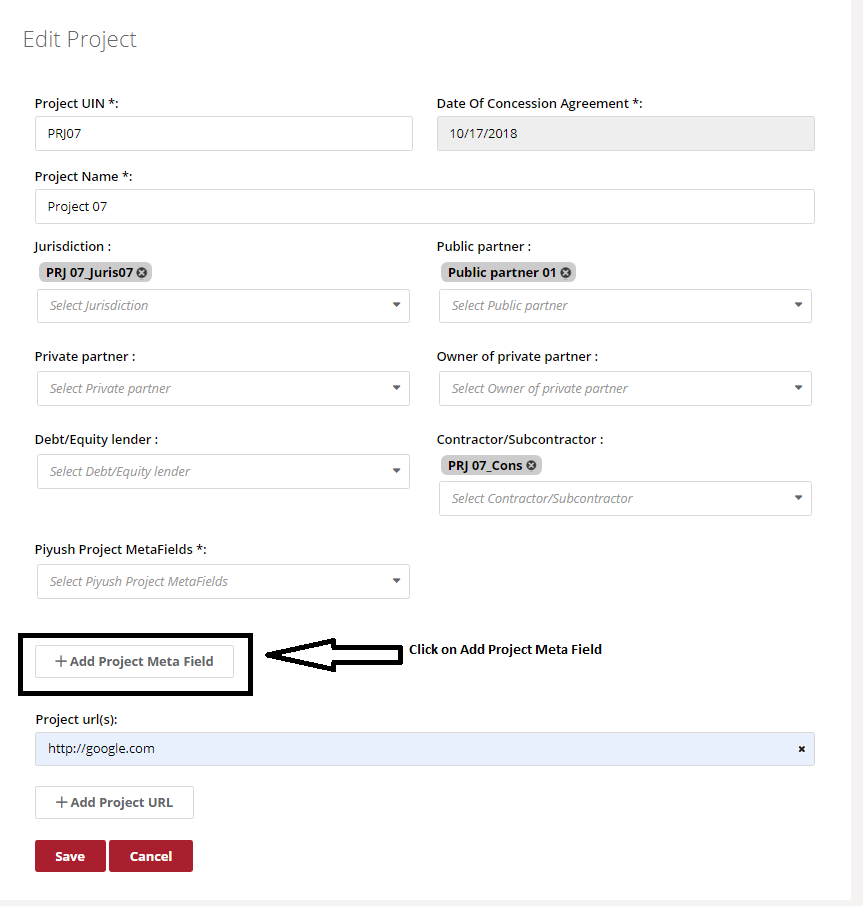 Edit Project
Project UIN *:
Date Of Concession Agreement *:
PRJ07
10/17/2018
Project Name *:
Project 07
Jurisdiction :
Public partner :
PRJ 07_Juris07
Public partner 01
Select Jurisdiction
Select Public partner
Private partner :
Owner of private partner :
Select Private partner
Select Owner of private partner
Debt/Equity lender :
Contractor/Subcontractor :
PRJ 07_Cons
Select Debt/Equity lender
Select Contractor/Subcontractor
Piyush Project MetaFields *:
Select Piyush Project MetaFields
Click on Add Project Meta Field
+ Add Project Meta Field
Project url(s):
http://google.com
+ Add Project URL
Save
Cancel